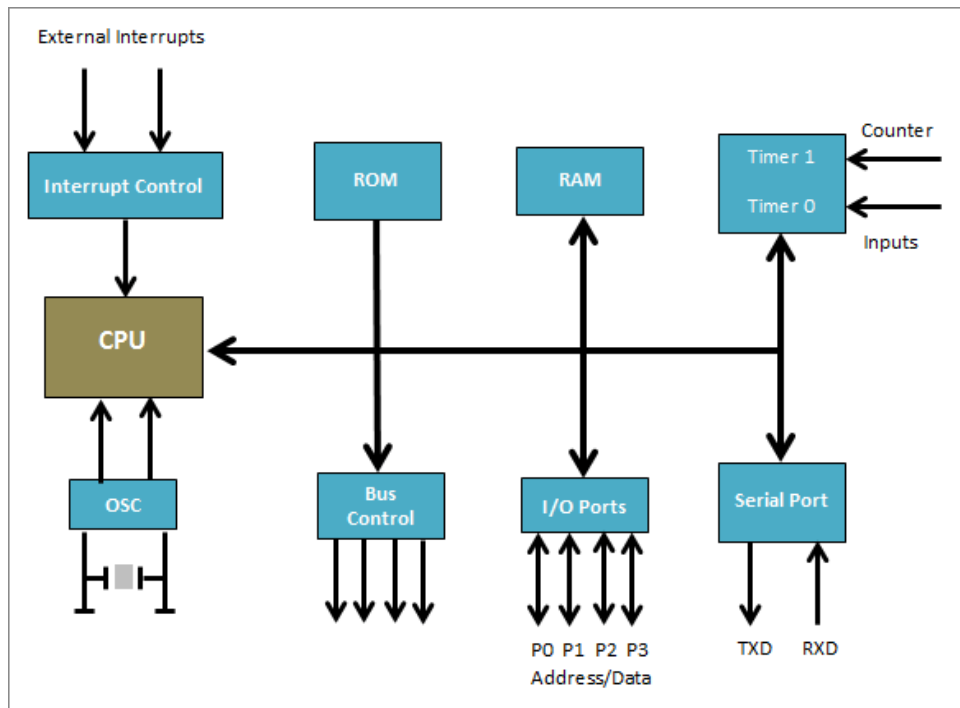 External Interrupts
Interrupt Control
ROM
RAM
Timer 1
Timer 0
Counter
Inputs
CPU
OSC
Bus
Control
I/O Ports
Serial Port
P0 P1 P2 P3
Address/Data
TXD RXD